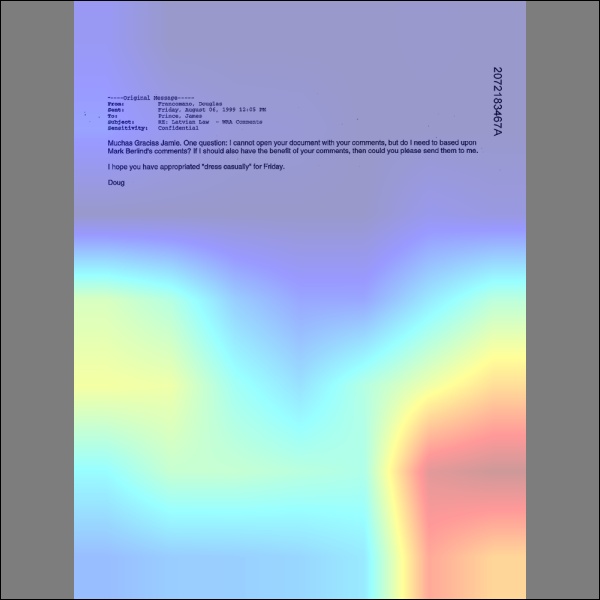 -----Original Message-----
From: Francomano, Douglas
Sent: Friday, August 06, 1999 12:05 PM
To: Prince, James
Subject: RE: Latvian Law - MRA Comments
Sensitivity: Confidential
Muchas Gracias Jamie. One question: I cannot open your document with your comments, but do I need to based upon
Mark Berlind's comments? If I should also have the benefit of your comments, then could you please send them to me.
I hope you have appropriated "dress casually" for Friday.
Doug
2072183467A